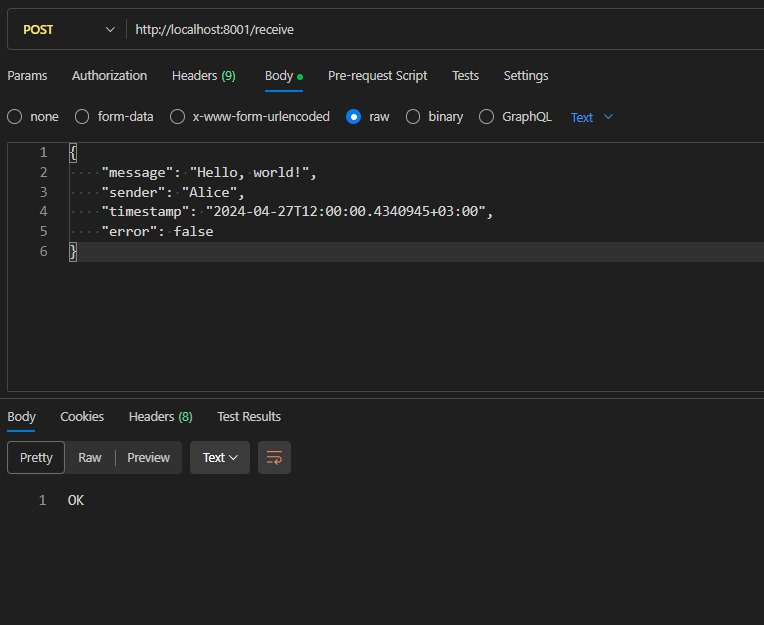 POST http://localhost:8001/receive
Params Authorization Headers (9) Body Pre-request Script Tests Settings
none form-data x-www-form-urlencoded raw binary GraphQL Text
1 {
2 "message": "Hello, world!",
3 "sender": "Alice",
4 "timestamp": "2024-04-27T12:00:00.4340945+03:00",
5 "error": false
6 }
Body Cookies Headers (8) Test Results
Pretty Raw Preview Text
1 OK